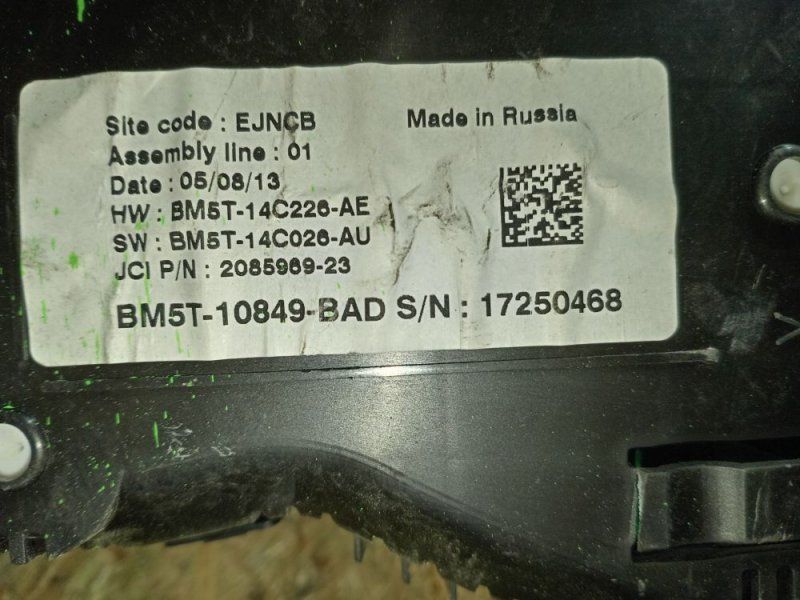 Site code : EJNCB
Made in Russia
Assembly line : 01
Date : 05/08/13
HW : BM5T-14C226-AE
SW : BM5T-14C026-AU
JCI P/N : 2085969-23
BM5T-10849-BAD S/N : 17250468